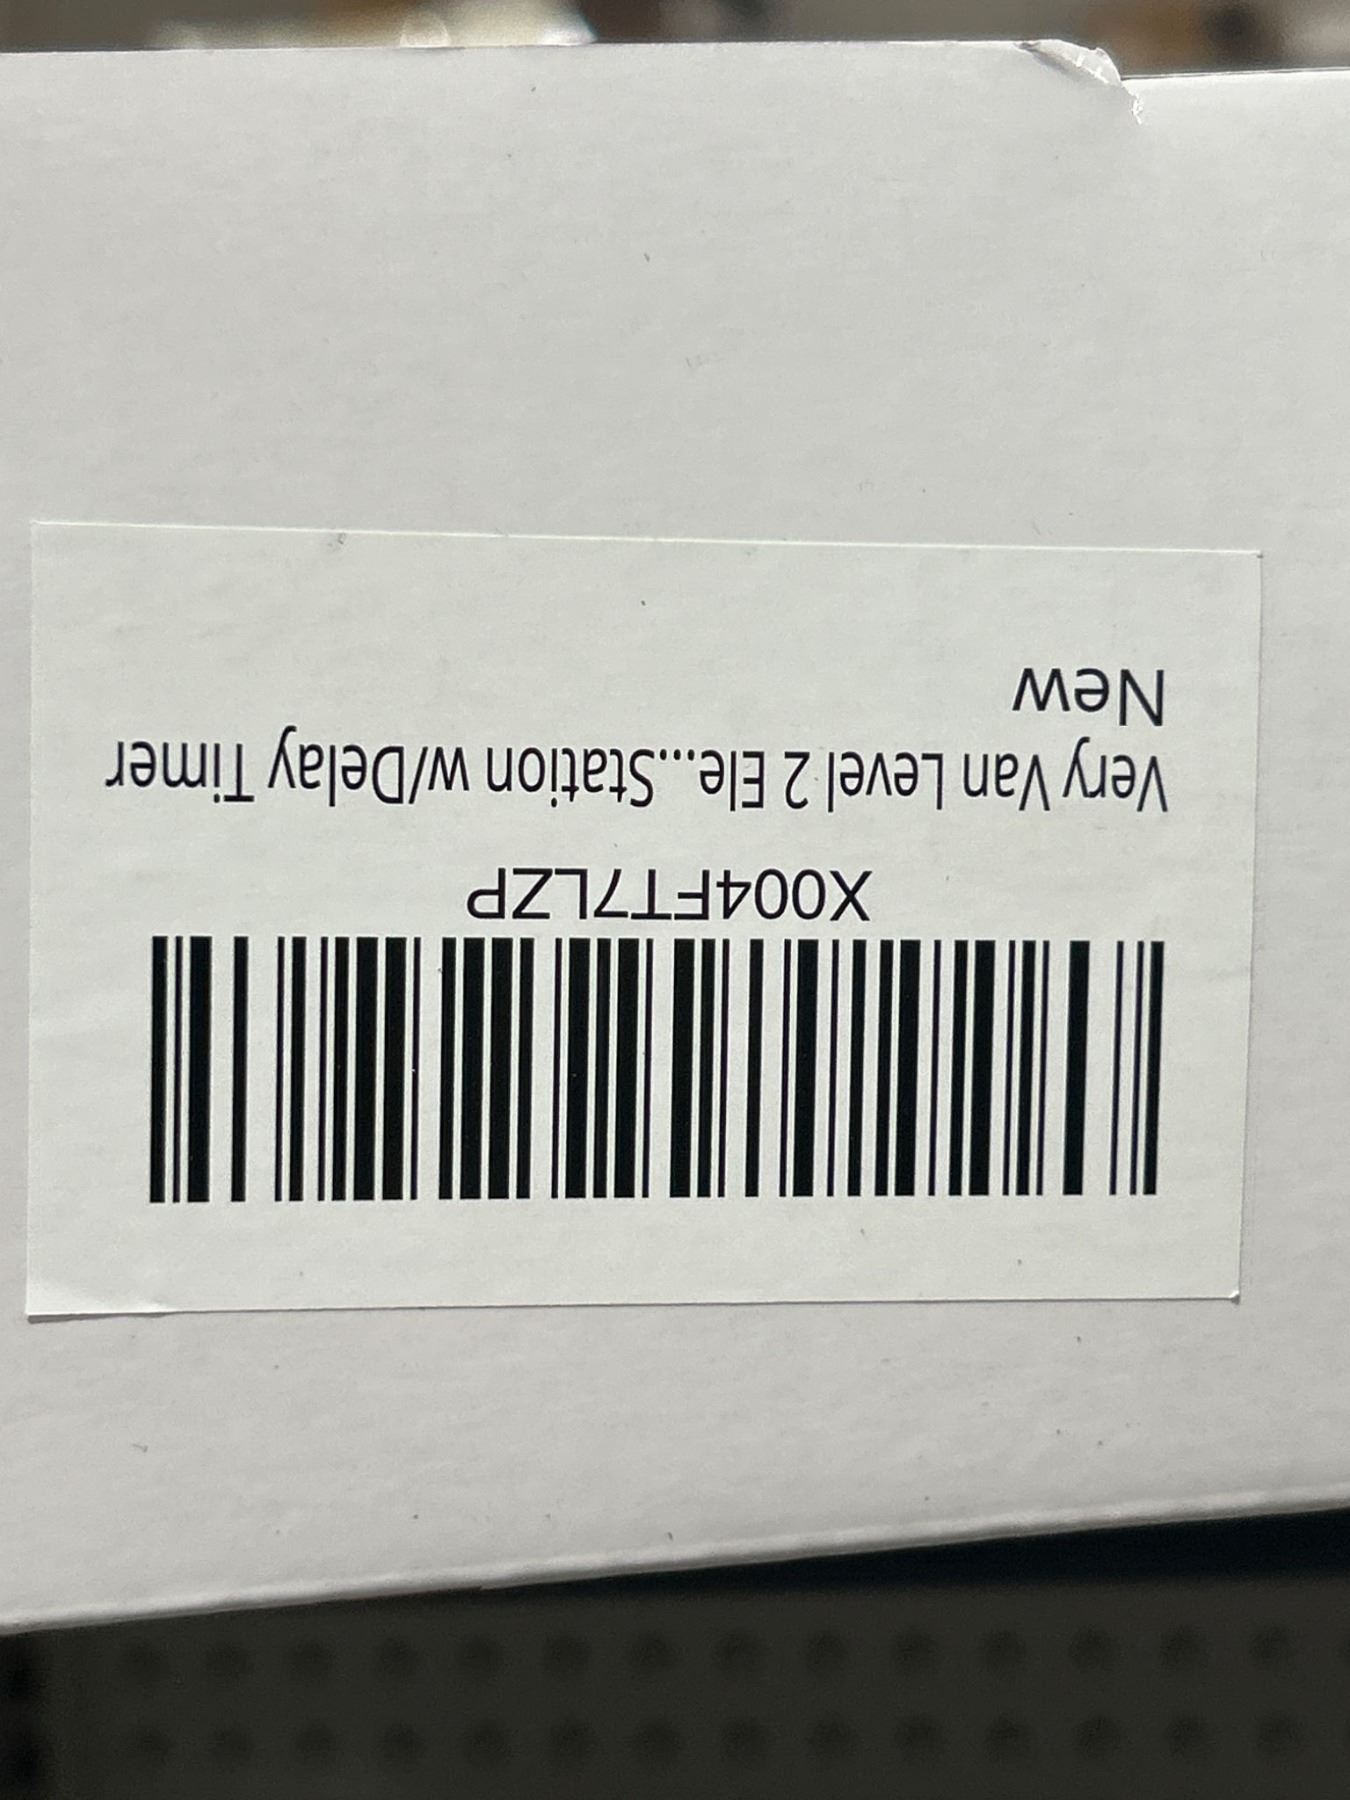 X004FT7LZP
Very Van Level 2 Ele...Station w/Delay Timer
New